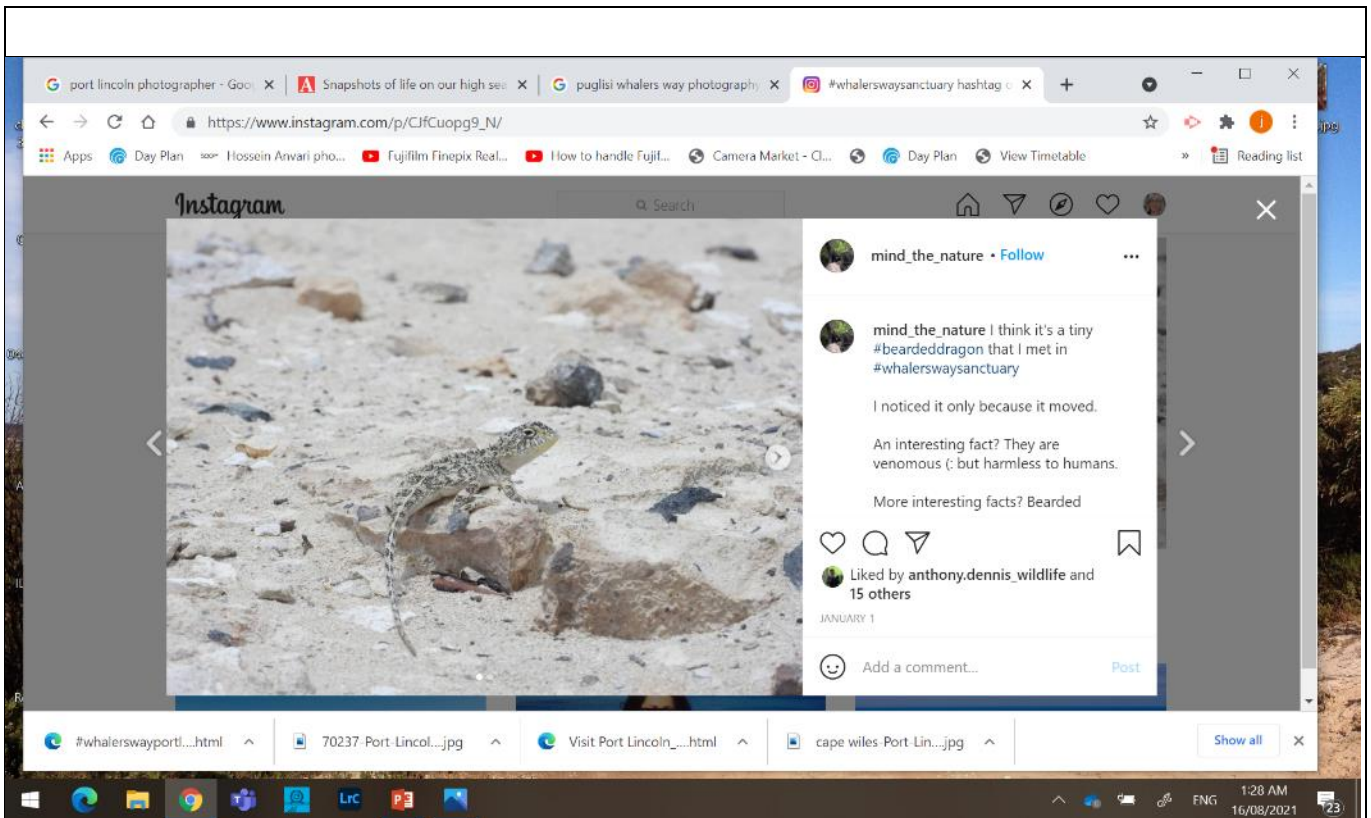 port lincoln photographer - Goo
Snapshots of life on our high sea
puglisi whalers way photography
#whalerswaysanctuary hashtag o
https://www.instagram.com/p/CJfCuopg9_N/
Apps Day Plan Hossein Anvari pho... Fujifilm Finepix Real... How to handle Fujif... Camera Market - Cl... Day Plan View Timetable » Reading list
Instagram
Search
mind_the_nature • Follow
mind_the_nature I think it's a tiny
#beardeddragon that I met in
#whalerswaysanctuary
I noticed it only because it moved.
An interesting fact? They are
venomous (: but harmless to humans.
More interesting facts? Bearded
Liked by anthony.dennis_wildlife and
15 others
JANUARY 1
Add a comment... Post
#whalerswayportl....html 70237-Port-Lincol....jpg Visit Port Lincoln_....html cape wiles-Port-Lin....jpg Show all
LrC
ENG
1:28 AM
16/08/2021
23